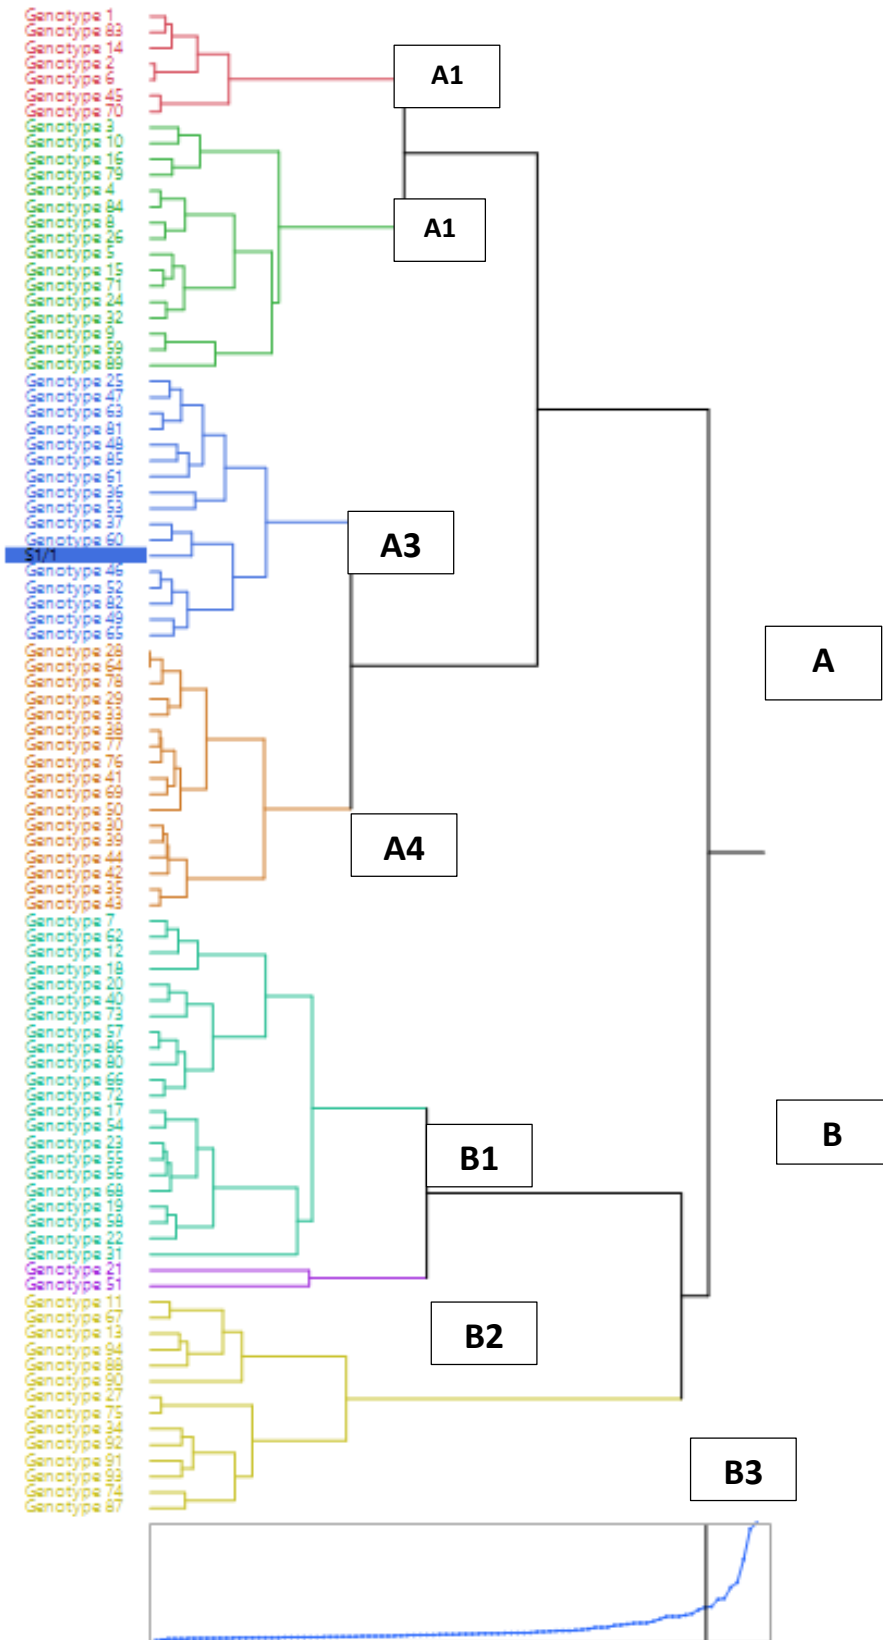 Genotype 1
Genotype 83
Genotype 14
Genotype 2
Genotype 6
Genotype 45
Genotype 70
Genotype 3
Genotype 10
Genotype 16
Genotype 79
Genotype 4
Genotype 84
Genotype 8
Genotype 26
Genotype 5
Genotype 15
Genotype 71
Genotype 24
Genotype 32
Genotype 9
Genotype 59
Genotype 89
Genotype 25
Genotype 47
Genotype 63
Genotype 81
Genotype 48
Genotype 85
Genotype 61
Genotype 36
Genotype 53
Genotype 37
Genotype 60
S1/1
Genotype 46
Genotype 52
Genotype 82
Genotype 49
Genotype 65
Genotype 28
Genotype 64
Genotype 78
Genotype 29
Genotype 33
Genotype 38
Genotype 77
Genotype 76
Genotype 41
Genotype 69
Genotype 50
Genotype 30
Genotype 39
Genotype 44
Genotype 42
Genotype 35
Genotype 43
Genotype 7
Genotype 62
Genotype 12
Genotype 18
Genotype 20
Genotype 40
Genotype 73
Genotype 57
Genotype 86
Genotype 80
Genotype 66
Genotype 72
Genotype 17
Genotype 54
Genotype 23
Genotype 55
Genotype 56
Genotype 68
Genotype 19
Genotype 58
Genotype 22
Genotype 31
Genotype 21
Genotype 51
Genotype 11
Genotype 67
Genotype 13
Genotype 94
Genotype 88
Genotype 90
Genotype 27
Genotype 75
Genotype 34
Genotype 92
Genotype 91
Genotype 93
Genotype 74
Genotype 87
A1
A1
A3
A4
A
B
B1
B2
B3